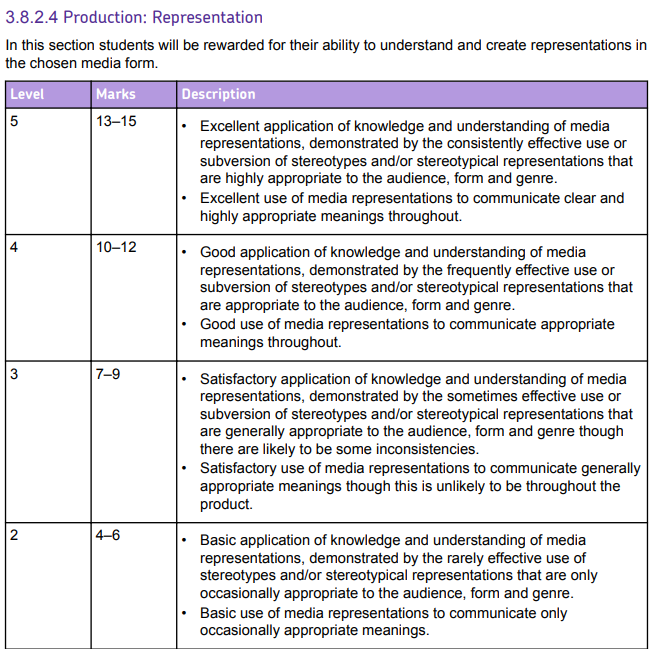 3.8.2.4 Production: Representation
In this section students will be rewarded for their ability to understand and create representations in
the chosen media form.
Level Marks Description
5 13–15 • Excellent application of knowledge and understanding of media
representations, demonstrated by the consistently effective use or
subversion of stereotypes and/or stereotypical representations that
are highly appropriate to the audience, form and genre.
• Excellent use of media representations to communicate clear and
highly appropriate meanings throughout.
4 10–12 • Good application of knowledge and understanding of media
representations, demonstrated by the frequently effective use or
subversion of stereotypes and/or stereotypical representations that
are appropriate to the audience, form and genre.
• Good use of media representations to communicate appropriate
meanings throughout.
3 7–9 • Satisfactory application of knowledge and understanding of media
representations, demonstrated by the sometimes effective use or
subversion of stereotypes and/or stereotypical representations that
are generally appropriate to the audience, form and genre though
there are likely to be some inconsistencies.
• Satisfactory use of media representations to communicate generally
appropriate meanings though this is unlikely to be throughout the
product.
2 4–6 • Basic application of knowledge and understanding of media
representations, demonstrated by the rarely effective use of
stereotypes and/or stereotypical representations that are only
occasionally appropriate to the audience, form and genre.
• Basic use of media representations to communicate only
occasionally appropriate meanings.